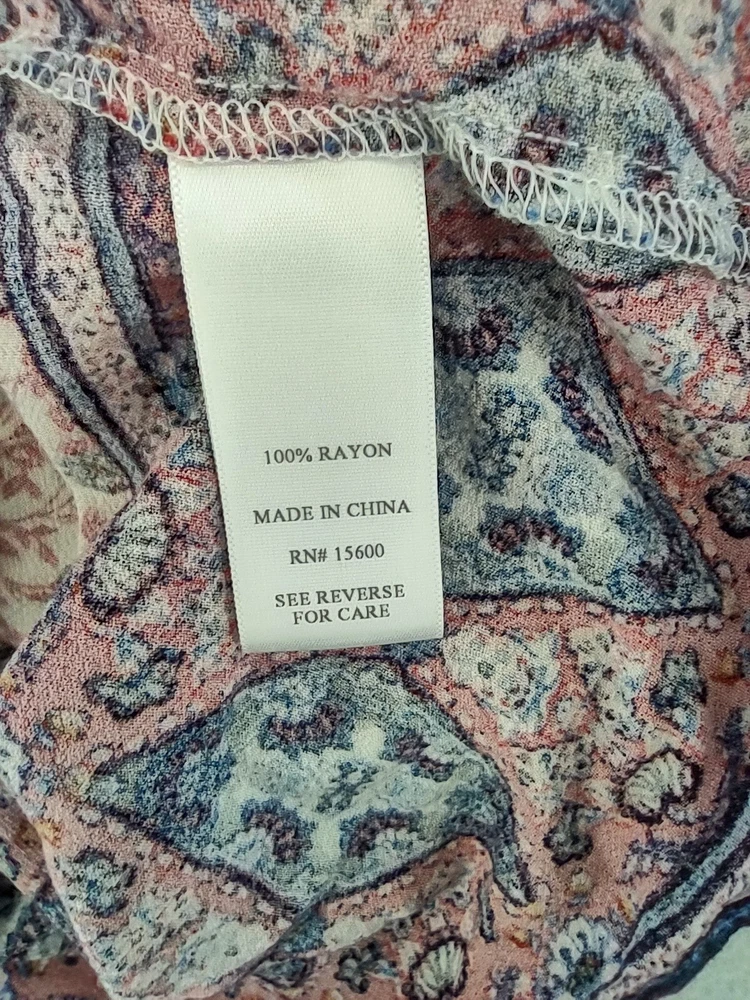 100% RAYON
MADE IN CHINA
RN# 15600
SEE REVERSE
FOR CARE